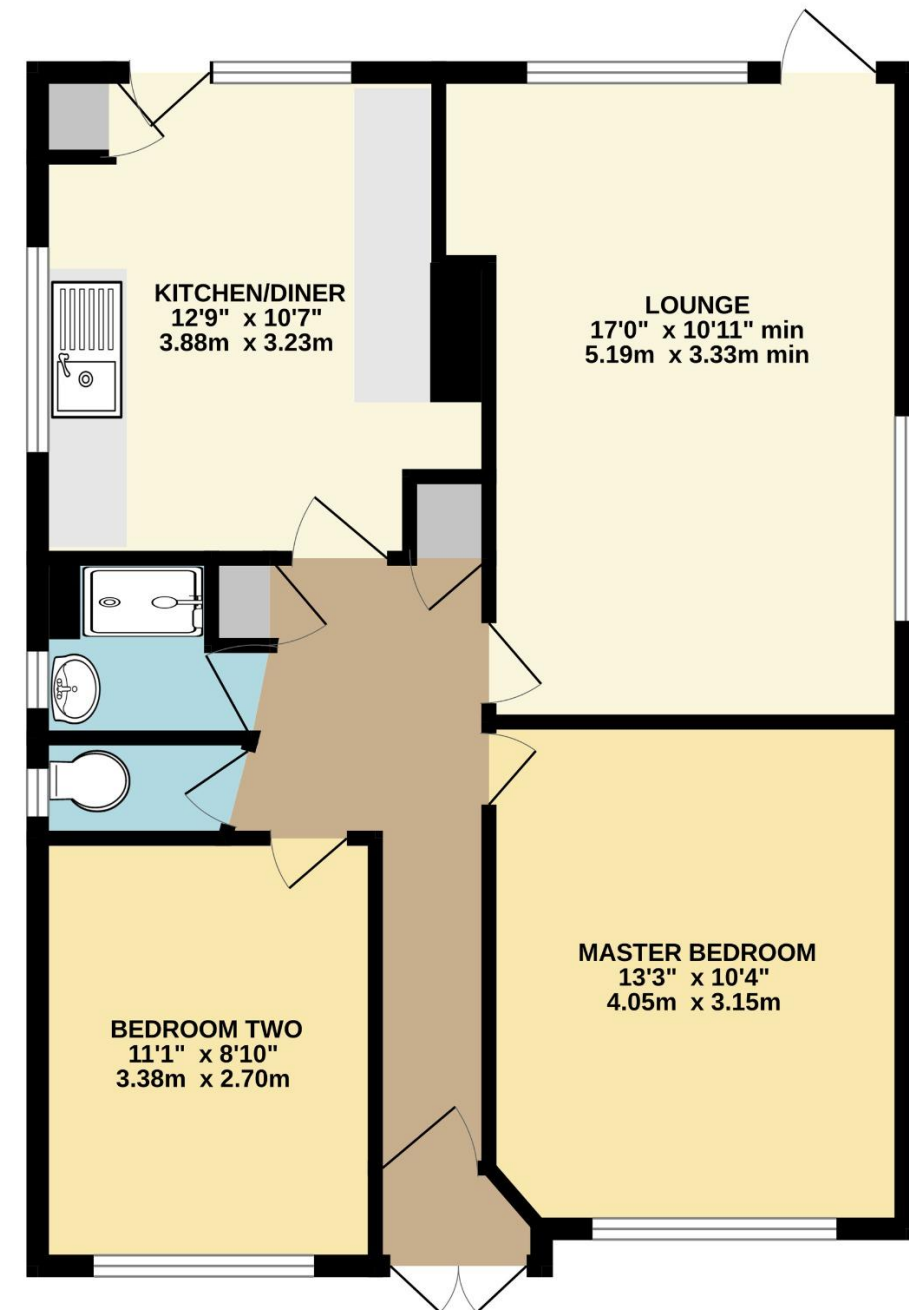 KITCHEN/DINER
12'9" x 10'7"
3.88m x 3.23m
LOUNGE
17'0" x 10'11" min
5.19m x 3.33m min
MASTER BEDROOM
13'3" x 10'4"
4.05m x 3.15m
BEDROOM TWO
11'1" x 8'10"
3.38m x 2.70m